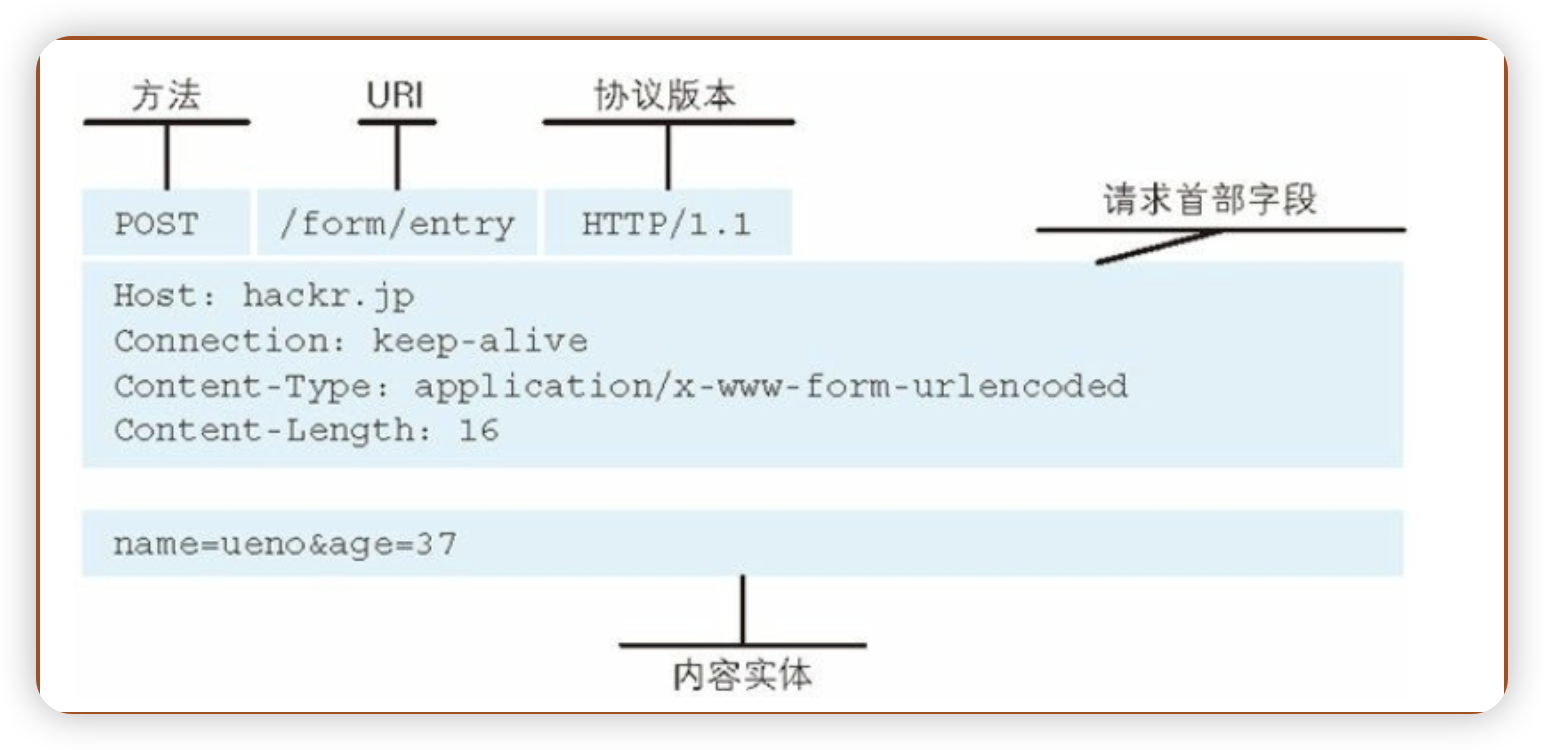 方法 URI 协议版本
POST /form/entry HTTP/1.1
请求首部字段
Host: hackr.jp
Connection: keep-alive
Content-Type: application/x-www-form-urlencoded
Content-Length: 16
name=ueno&age=37
内容实体